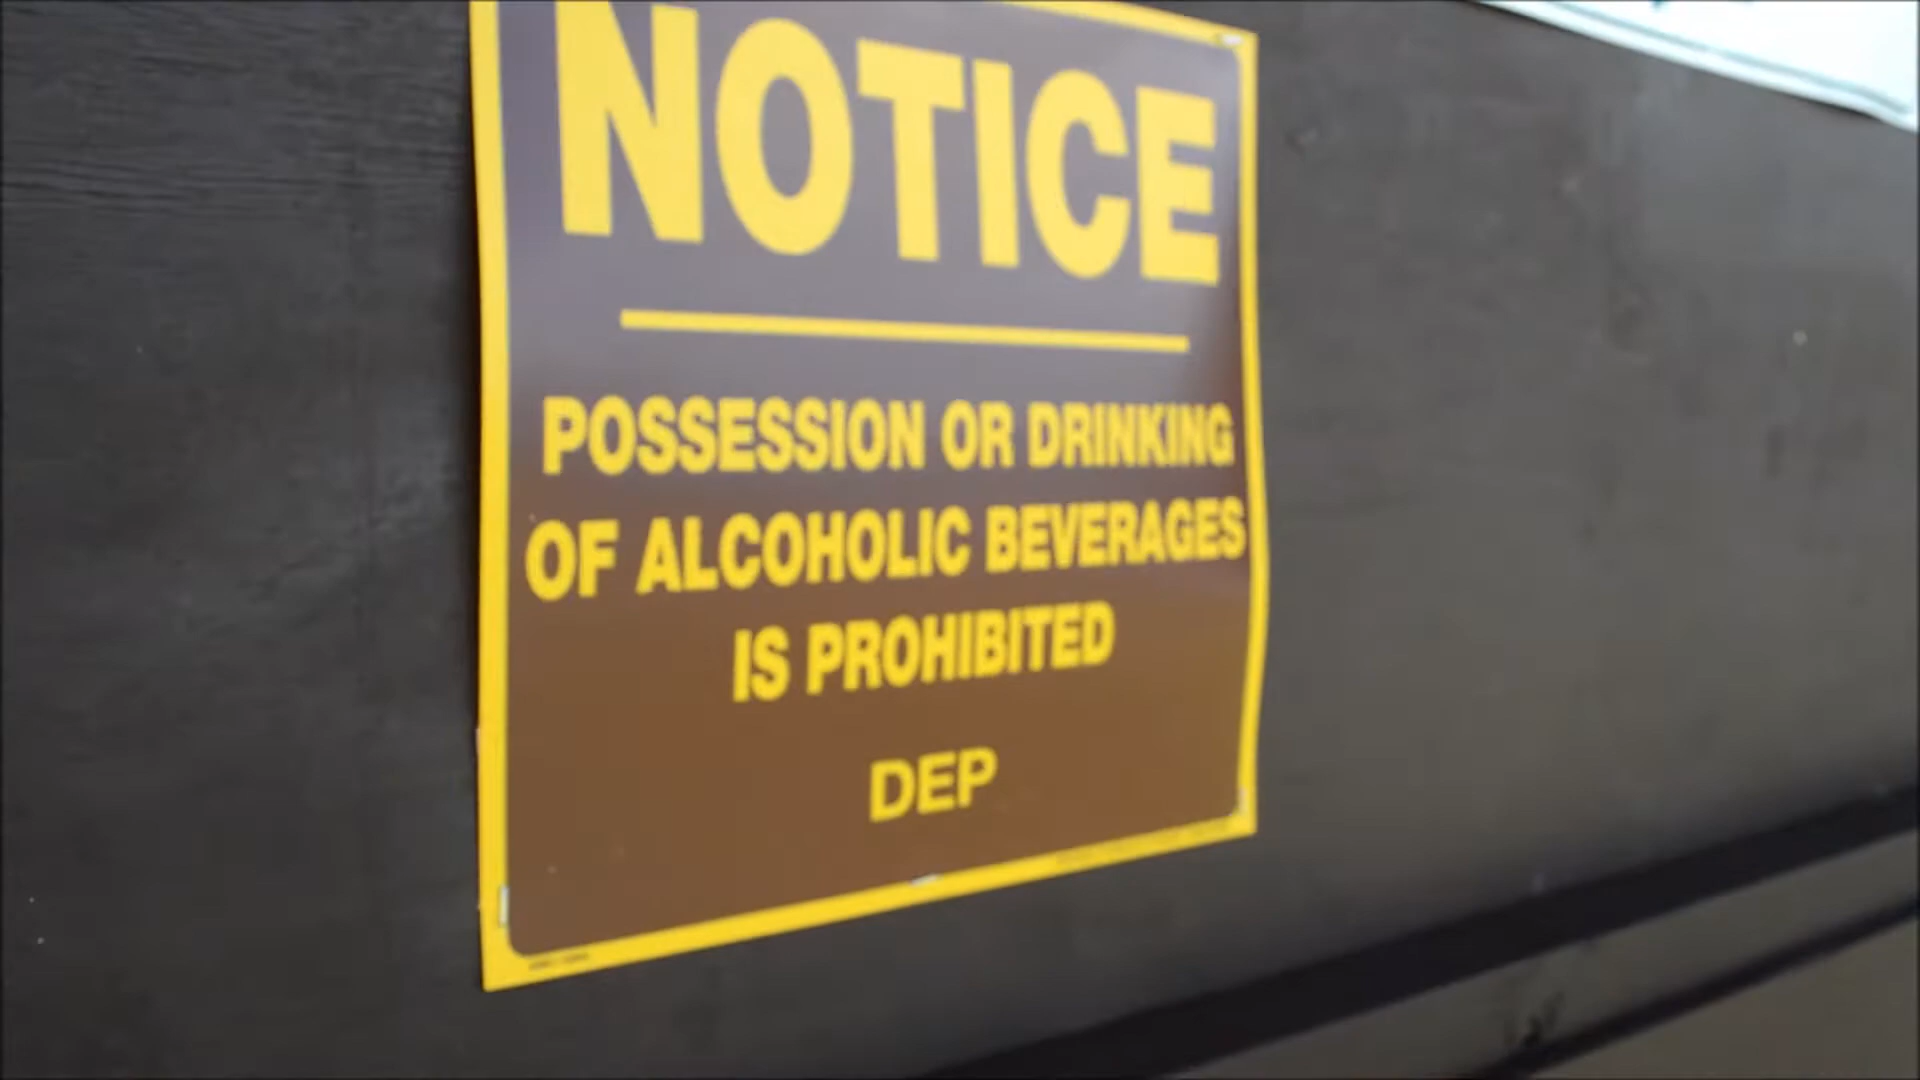 NOTICE
POSSESSION OR DRINKING
OF ALCOHOLIC BEVERAGES
IS PROHIBITED
DEP